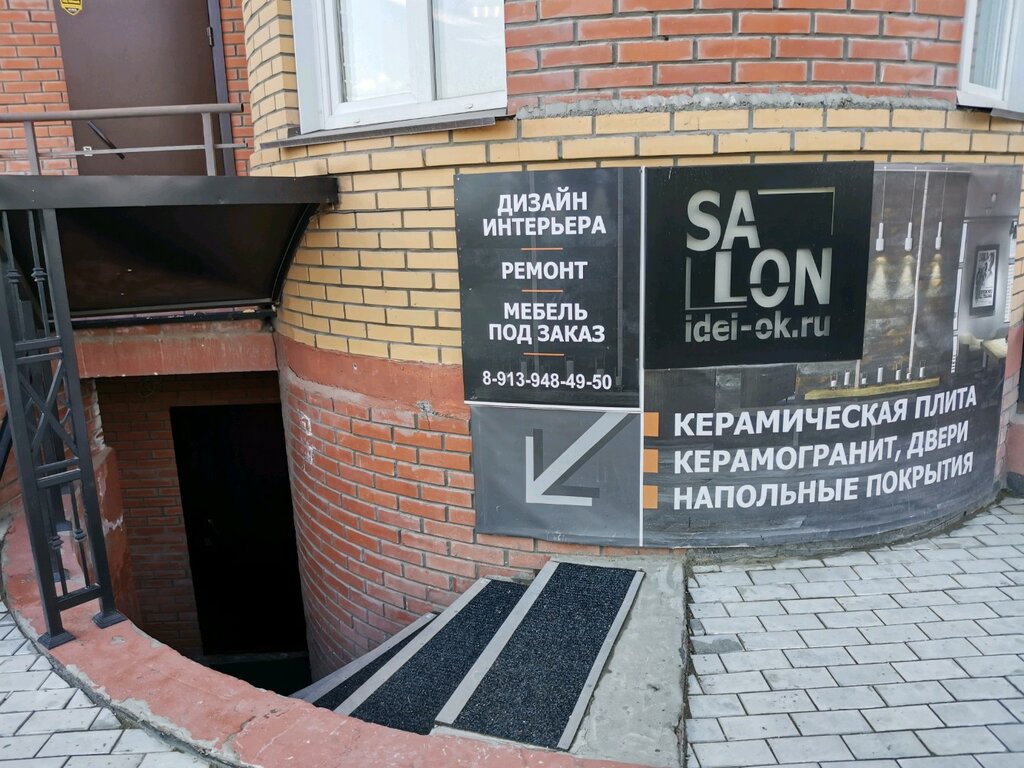 ДИЗАЙН
ИНТЕРЬЕРА
РЕМОНТ
МЕБЕЛЬ
ПОД ЗАКАЗ
8-913-948-49-50
SA
LON
idei-ok.ru
КЕРАМИЧЕСКАЯ ПЛИТА
КЕРАМОГРАНИТ, ДВЕРИ
НАПОЛЬНЫЕ ПОКРЫТИЯ